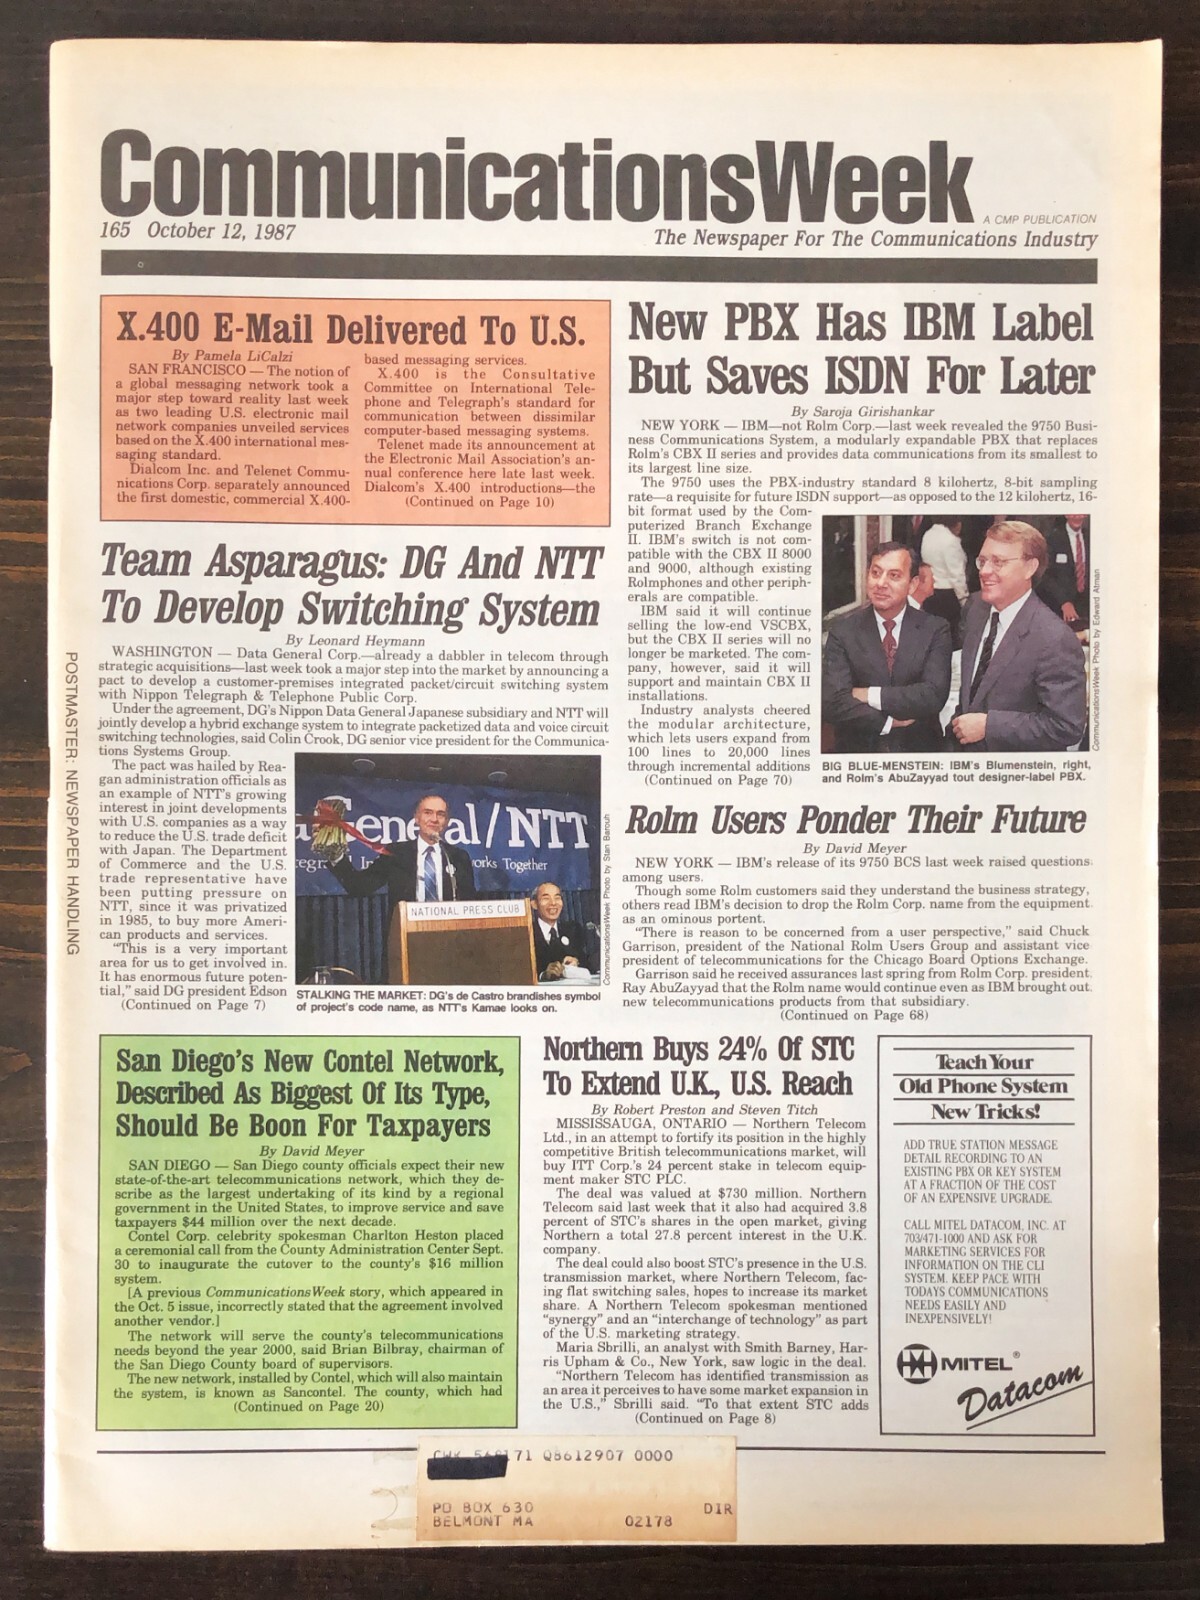 CommunicationsWeek
A CMP PUBLICATION
165 October 12, 1987
The Newspaper For The Communications Industry
X.400 E-Mail Delivered To U.S.
By Pamela LiCalzi
SAN FRANCISCO — The notion of
a global messaging network took a
major step toward reality last week
as two leading U.S. electronic mail
network companies unveiled services
based on the X.400 international mes-
saging standard.
Dialcom Inc. and Telenet Commu-
nications Corp. separately announced
the first domestic, commercial X.400-
based messaging services.
X.400 is the Consultative
Committee on International Tele-
phone and Telegraph's standard for
communication between dissimilar
computer-based messaging systems.
Telenet made its announcement at
the Electronic Mail Association's an-
nual conference here late last week.
Dialcom's X.400 introductions—the
(Continued on Page 10)
New PBX Has IBM Label
But Saves ISDN For Later
By Saroja Girishankar
NEW YORK — IBM—not Rolm Corp.—last week revealed the 9750 Busi-
ness Communications System, a modularly expandable PBX that replaces
Rolm's CBX II series and provides data communications from its smallest to
its largest line size.
The 9750 uses the PBX-industry standard 8 kilohertz, 8-bit sampling
rate—a requisite for future ISDN support—as opposed to the 12 kilohertz, 16-
bit format used by the Com-
puterized Branch Exchange
II. IBM's switch is not com-
patible with the CBX II 8000
and 9000, although existing
Rolmphones and other periph-
erals are compatible.
IBM said it will continue
selling the low-end VSCBX,
but the CBX II series will no
longer be marketed. The com-
pany, however, said it will
support and maintain CBX II
installations.
Industry analysts cheered
the modular architecture,
which lets users expand from
100 lines to 20,000 lines
through incremental additions
(Continued on Page 70)
CommunicationsWeek Photo by Edward Atman
BIG BLUE-MENSTEIN: IBM's Blumenstein, right,
and Rolm's AbuZayyad tout designer-label PBX.
Team Asparagus: DG And NTT
To Develop Switching System
By Leonard Heymann
WASHINGTON — Data General Corp.—already a dabbler in telecom through
strategic acquisitions—last week took a major step into the market by announcing a
pact to develop a customer-premises integrated packet/circuit switching system
with Nippon Telegraph & Telephone Public Corp.
Under the agreement, DG's Nippon Data General Japanese subsidiary and NTT will
jointly develop a hybrid exchange system to integrate packetized data and voice circuit
switching technologies, said Colin Crook, DG senior vice president for the Communica-
tions Systems Group.
The pact was hailed by Rea-
gan administration officials as
an example of NTT's growing
interest in joint developments
with U.S. companies as a way
to reduce the U.S. trade deficit
with Japan. The Department
of Commerce and the U.S.
trade representative have
been putting pressure on
NTT, since it was privatized
in 1985, to buy more Ameri-
can products and services.
"This is a very important
area for us to get involved in.
It has enormous future poten-
tial," said DG president Edson
(Continued on Page 7)
a General/NTT
orks Together
NATIONAL PRESS CLUB
CommunicationsWeek Photo by Stan Barouh
STALKING THE MARKET: DG's de Castro brandishes symbol
of project's code name, as NTT's Kamae looks on.
Rolm Users Ponder Their Future
By David Meyer
NEW YORK — IBM's release of its 9750 BCS last week raised questions
among users.
Though some Rolm customers said they understand the business strategy,
others read IBM's decision to drop the Rolm Corp. name from the equipment
as an ominous portent.
"There is reason to be concerned from a user perspective," said Chuck
Garrison, president of the National Rolm Users Group and assistant vice
president of telecommunications for the Chicago Board Options Exchange.
Garrison said he received assurances last spring from Rolm Corp. president
Ray AbuZayyad that the Rolm name would continue even as IBM brought out
new telecommunications products from that subsidiary.
(Continued on Page 68)
POSTMASTER: NEWSPAPER HANDLING
San Diego's New Contel Network,
Described As Biggest Of Its Type,
Should Be Boon For Taxpayers
By David Meyer
SAN DIEGO — San Diego county officials expect their new
state-of-the-art telecommunications network, which they de-
scribe as the largest undertaking of its kind by a regional
government in the United States, to improve service and save
taxpayers $44 million over the next decade.
Contel Corp. celebrity spokesman Charlton Heston placed
a ceremonial call from the County Administration Center Sept.
30 to inaugurate the cutover to the county's $16 million
system.
[A previous CommunicationsWeek story, which appeared in
the Oct. 5 issue, incorrectly stated that the agreement involved
another vendor.]
The network will serve the county's telecommunications
needs beyond the year 2000, said Brian Bilbray, chairman of
the San Diego County board of supervisors.
The new network, installed by Contel, which will also maintain
the system, is known as Sancontel. The county, which had
(Continued on Page 20)
Northern Buys 24% Of STC
To Extend U.K., U.S. Reach
By Robert Preston and Steven Titch
MISSISSAUGA, ONTARIO — Northern Telecom
Ltd., in an attempt to fortify its position in the highly
competitive British telecommunications market, will
buy ITT Corp.'s 24 percent stake in telecom equip-
ment maker STC PLC.
The deal was valued at $730 million. Northern
Telecom said last week that it also had acquired 3.8
percent of STC's shares in the open market, giving
Northern a total 27.8 percent interest in the U.K.
company.
The deal could also boost STC's presence in the U.S.
transmission market, where Northern Telecom, fac-
ing flat switching sales, hopes to increase its market
share. A Northern Telecom spokesman mentioned
"synergy" and an "interchange of technology" as part
of the U.S. marketing strategy.
Maria Sbrilli, an analyst with Smith Barney, Har-
ris Upham & Co., New York, saw logic in the deal.
"Northern Telecom has identified transmission as
an area it perceives to have some market expansion in
the U.S.," Sbrilli said. "To that extent STC adds
(Continued on Page 8)
Teach Your
Old Phone System
New Tricks!
ADD TRUE STATION MESSAGE
DETAIL RECORDING TO AN
EXISTING PBX OR KEY SYSTEM
AT A FRACTION OF THE COST
OF AN EXPENSIVE UPGRADE.
CALL MITEL DATACOM, INC. AT
703/471-1000 AND ASK FOR
MARKETING SERVICES FOR
INFORMATION ON THE CLI
SYSTEM. KEEP PACE WITH
TODAYS COMMUNICATIONS
NEEDS EASILY AND
INEXPENSIVELY!
MITEL®
Datacom
71 Q8612907 0000
PO BOX 630 DIR
BELMONT MA 02178